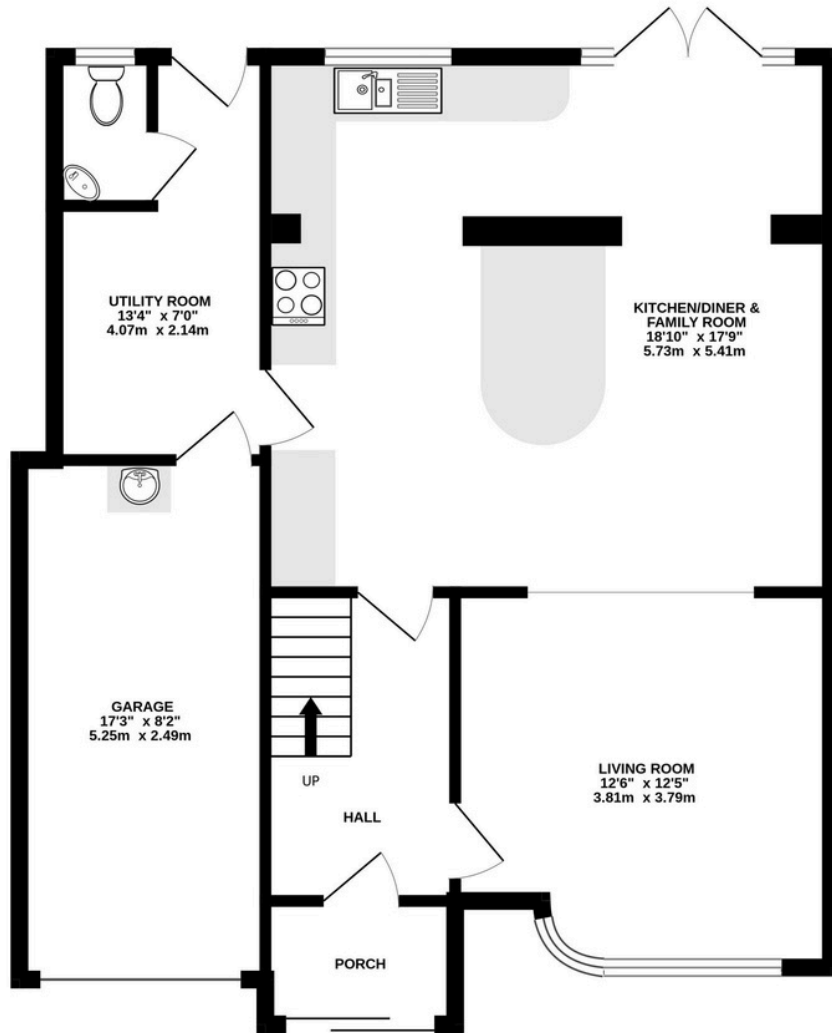 UTILITY ROOM
13'4" x 7'0"
4.07m x 2.14m
KITCHEN/DINER &
FAMILY ROOM
18'10" x 17'9"
5.73m x 5.41m
GARAGE
17'3" x 8'2"
5.25m x 2.49m
UP
HALL
LIVING ROOM
12'6" x 12'5"
3.81m x 3.79m
PORCH